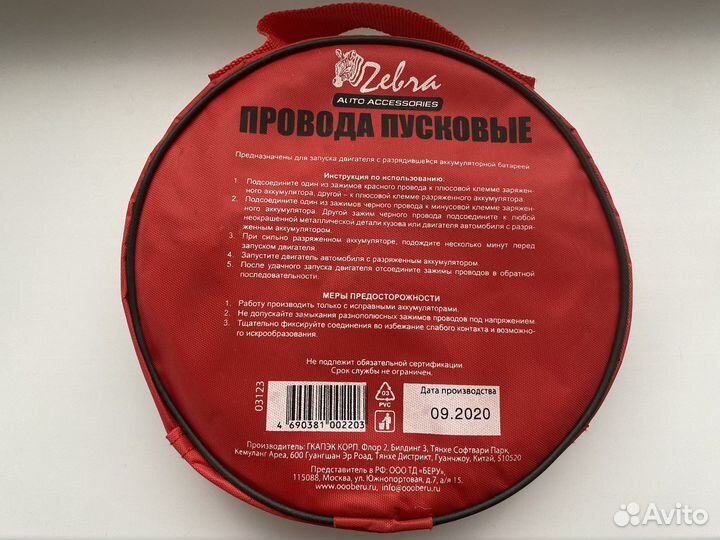 Zebra
AUTO ACCESSORIES
ПРОВОДА ПУСКОВЫЕ
Предназначены для запуска двигателя с разрядившейся аккумуляторной батареей
Инструкция по использованию:
1. Подсоедините один из зажимов красного провода к плюсовой клемме заряжен-
ного аккумулятора, другой – к плюсовой клемме разряженного аккумулятора.
2. Подсоедините один из зажимов черного провода к минусовой клемме заряжен-
ного аккумулятора. Другой зажим черного провода подсоедините к любой
неокрашенной металлической детали кузова или двигателя автомобиля с разря-
женным аккумулятором.
3. При сильно разряженном аккумуляторе, подождите несколько минут перед
запуском двигателя.
4. Запустите двигатель автомобиля с разряженным аккумулятором.
5. После удачного запуска двигателя отсоедините зажимы проводов в обратной
последовательности.
МЕРЫ ПРЕДОСТОРОЖНОСТИ
1. Работу производить только с исправными аккумуляторами.
2. Не допускайте замыкания разнополюсных зажимов проводов под напряжением.
3. Тщательно фиксируйте соединения во избежание слабого контакта и возможно-
го искрообразования.
Не подлежит обязательной сертификации.
Срок службы не ограничен.
03123
4 690381 002203
03
PVC
Дата производства
09.2020
Производитель: ГКАПЭК КОРП. Флор 2, Билдинг 3, Тянхе Софтвари Парк,
Кемуланг Ареа, 600 Гуангшан Эр Роад, Тянхе Дистрикт, Гуанчжоу, Китай, 510520
Представитель в РФ: ООО ТД «БЕРУ»,
115088, Москва, ул. Южнопортовая, д.7, а/я 15.
www.oooberu.ru, info@oooberu.ru
Avito